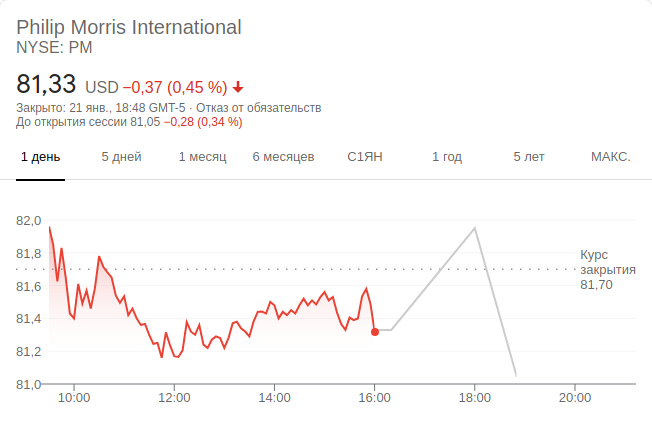 Philip Morris International
NYSE: PM
81,33 USD −0,37 (0,45 %)
Закрыто: 21 янв., 18:48 GMT-5 · Отказ от обязательств
До открытия сессии 81,05 −0,28 (0,34 %)
1 день 5 дней 1 месяц 6 месяцев С1ЯН 1 год 5 лет МАКС.
82,0
81,8
81,6
81,4
81,2
81,0
Курс
закрытия
81,70
10:00 12:00 14:00 16:00 18:00 20:00